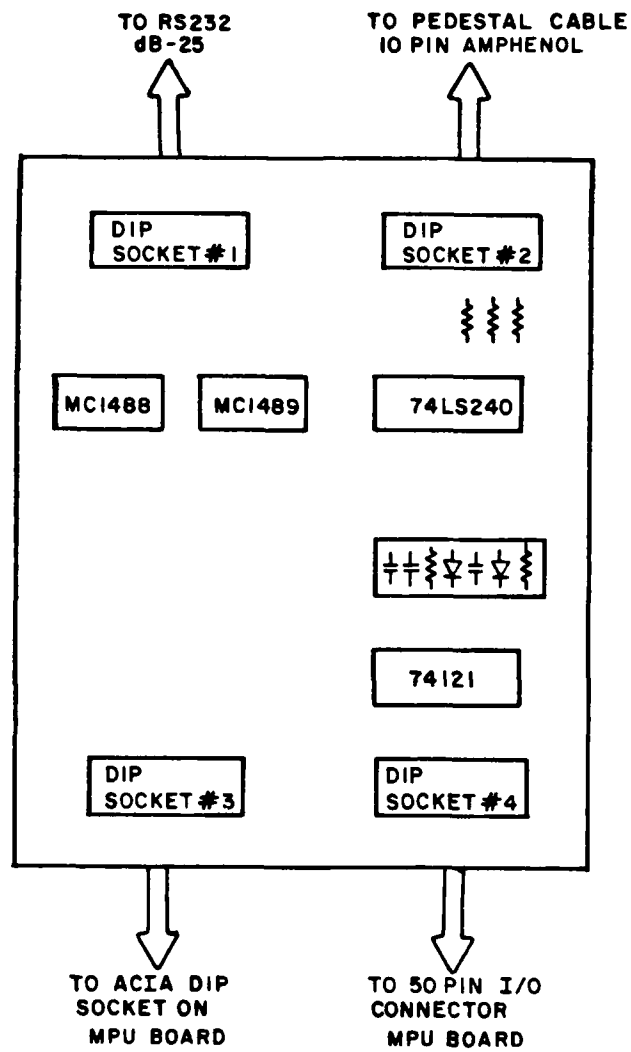 TO RS232
dB-25
TO PEDESTAL CABLE
10 PIN AMPHENOL
DIP
SOCKET #1
DIP
SOCKET #2
MC1488
MC1489
74LS240
74121
DIP
SOCKET #3
DIP
SOCKET #4
TO ACIA DIP
SOCKET ON
MPU BOARD
TO 50 PIN I/O
CONNECTOR
MPU BOARD